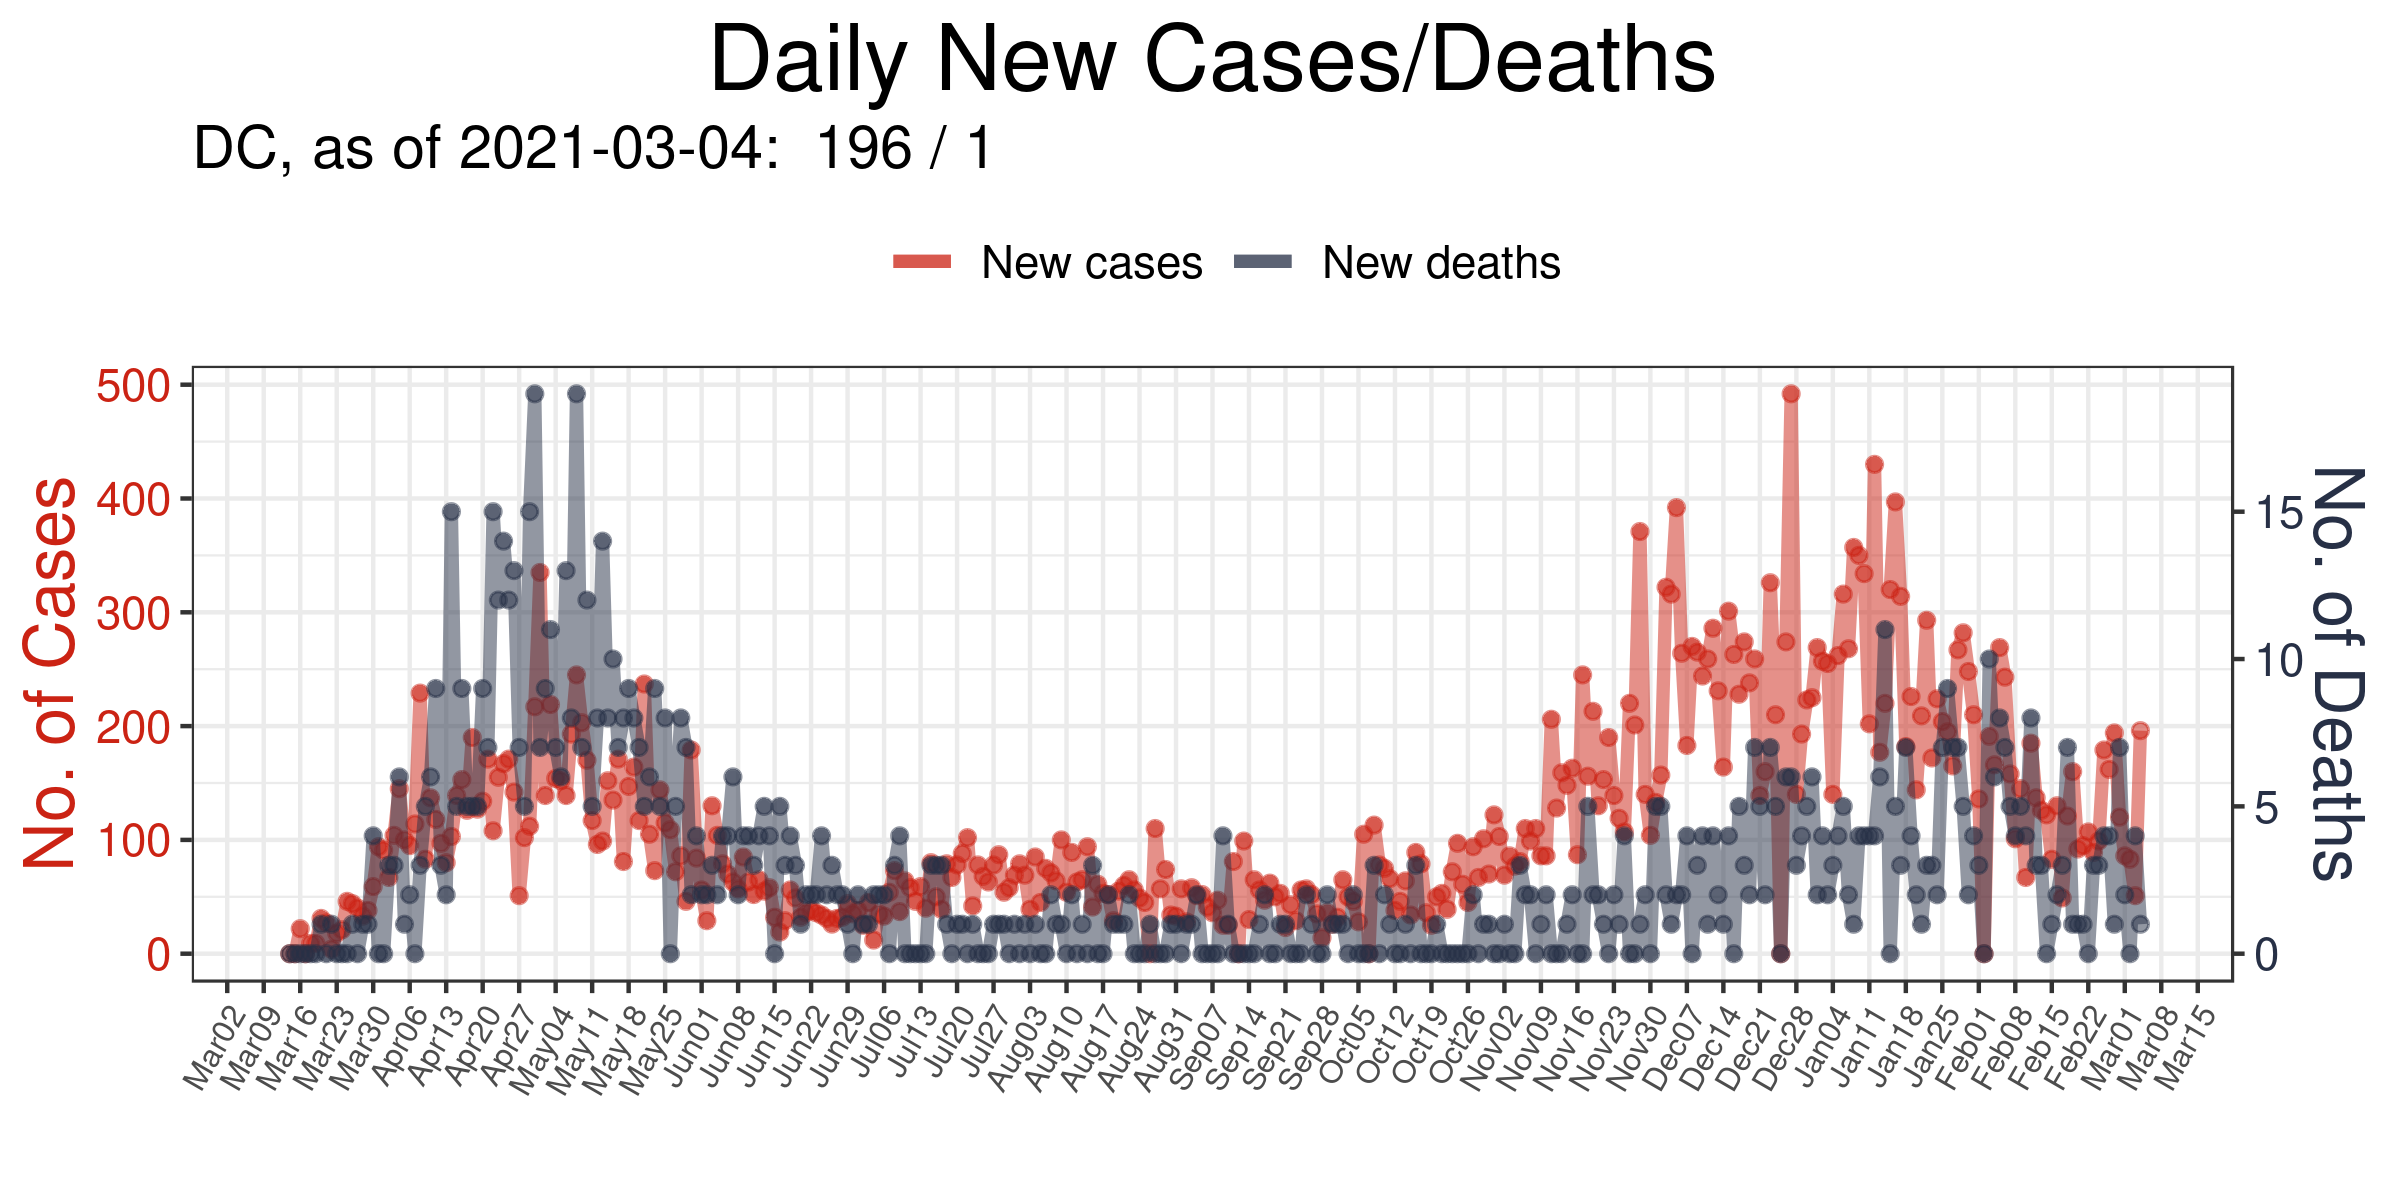 Daily New Cases/Deaths
DC, as of 2021-03-04:  196 / 1
New cases
New deaths
No. of Cases
500
400
300
200
100
0
15
10
5
0
No. of Deaths
Mar02
Mar09
Mar16
Mar23
Mar30
Apr06
Apr13
Apr20
Apr27
May04
May11
May18
May25
Jun01
Jun08
Jun15
Jun22
Jun29
Jul06
Jul13
Jul20
Jul27
Aug03
Aug10
Aug17
Aug24
Aug31
Sep07
Sep14
Sep21
Sep28
Oct05
Oct12
Oct19
Oct26
Nov02
Nov09
Nov16
Nov23
Nov30
Dec07
Dec14
Dec21
Dec28
Dec04
Jan11
Jan18
Jan25
Jan25
Feb01
Feb08
Feb15
Feb22
Mar01
Mar08
Mar15